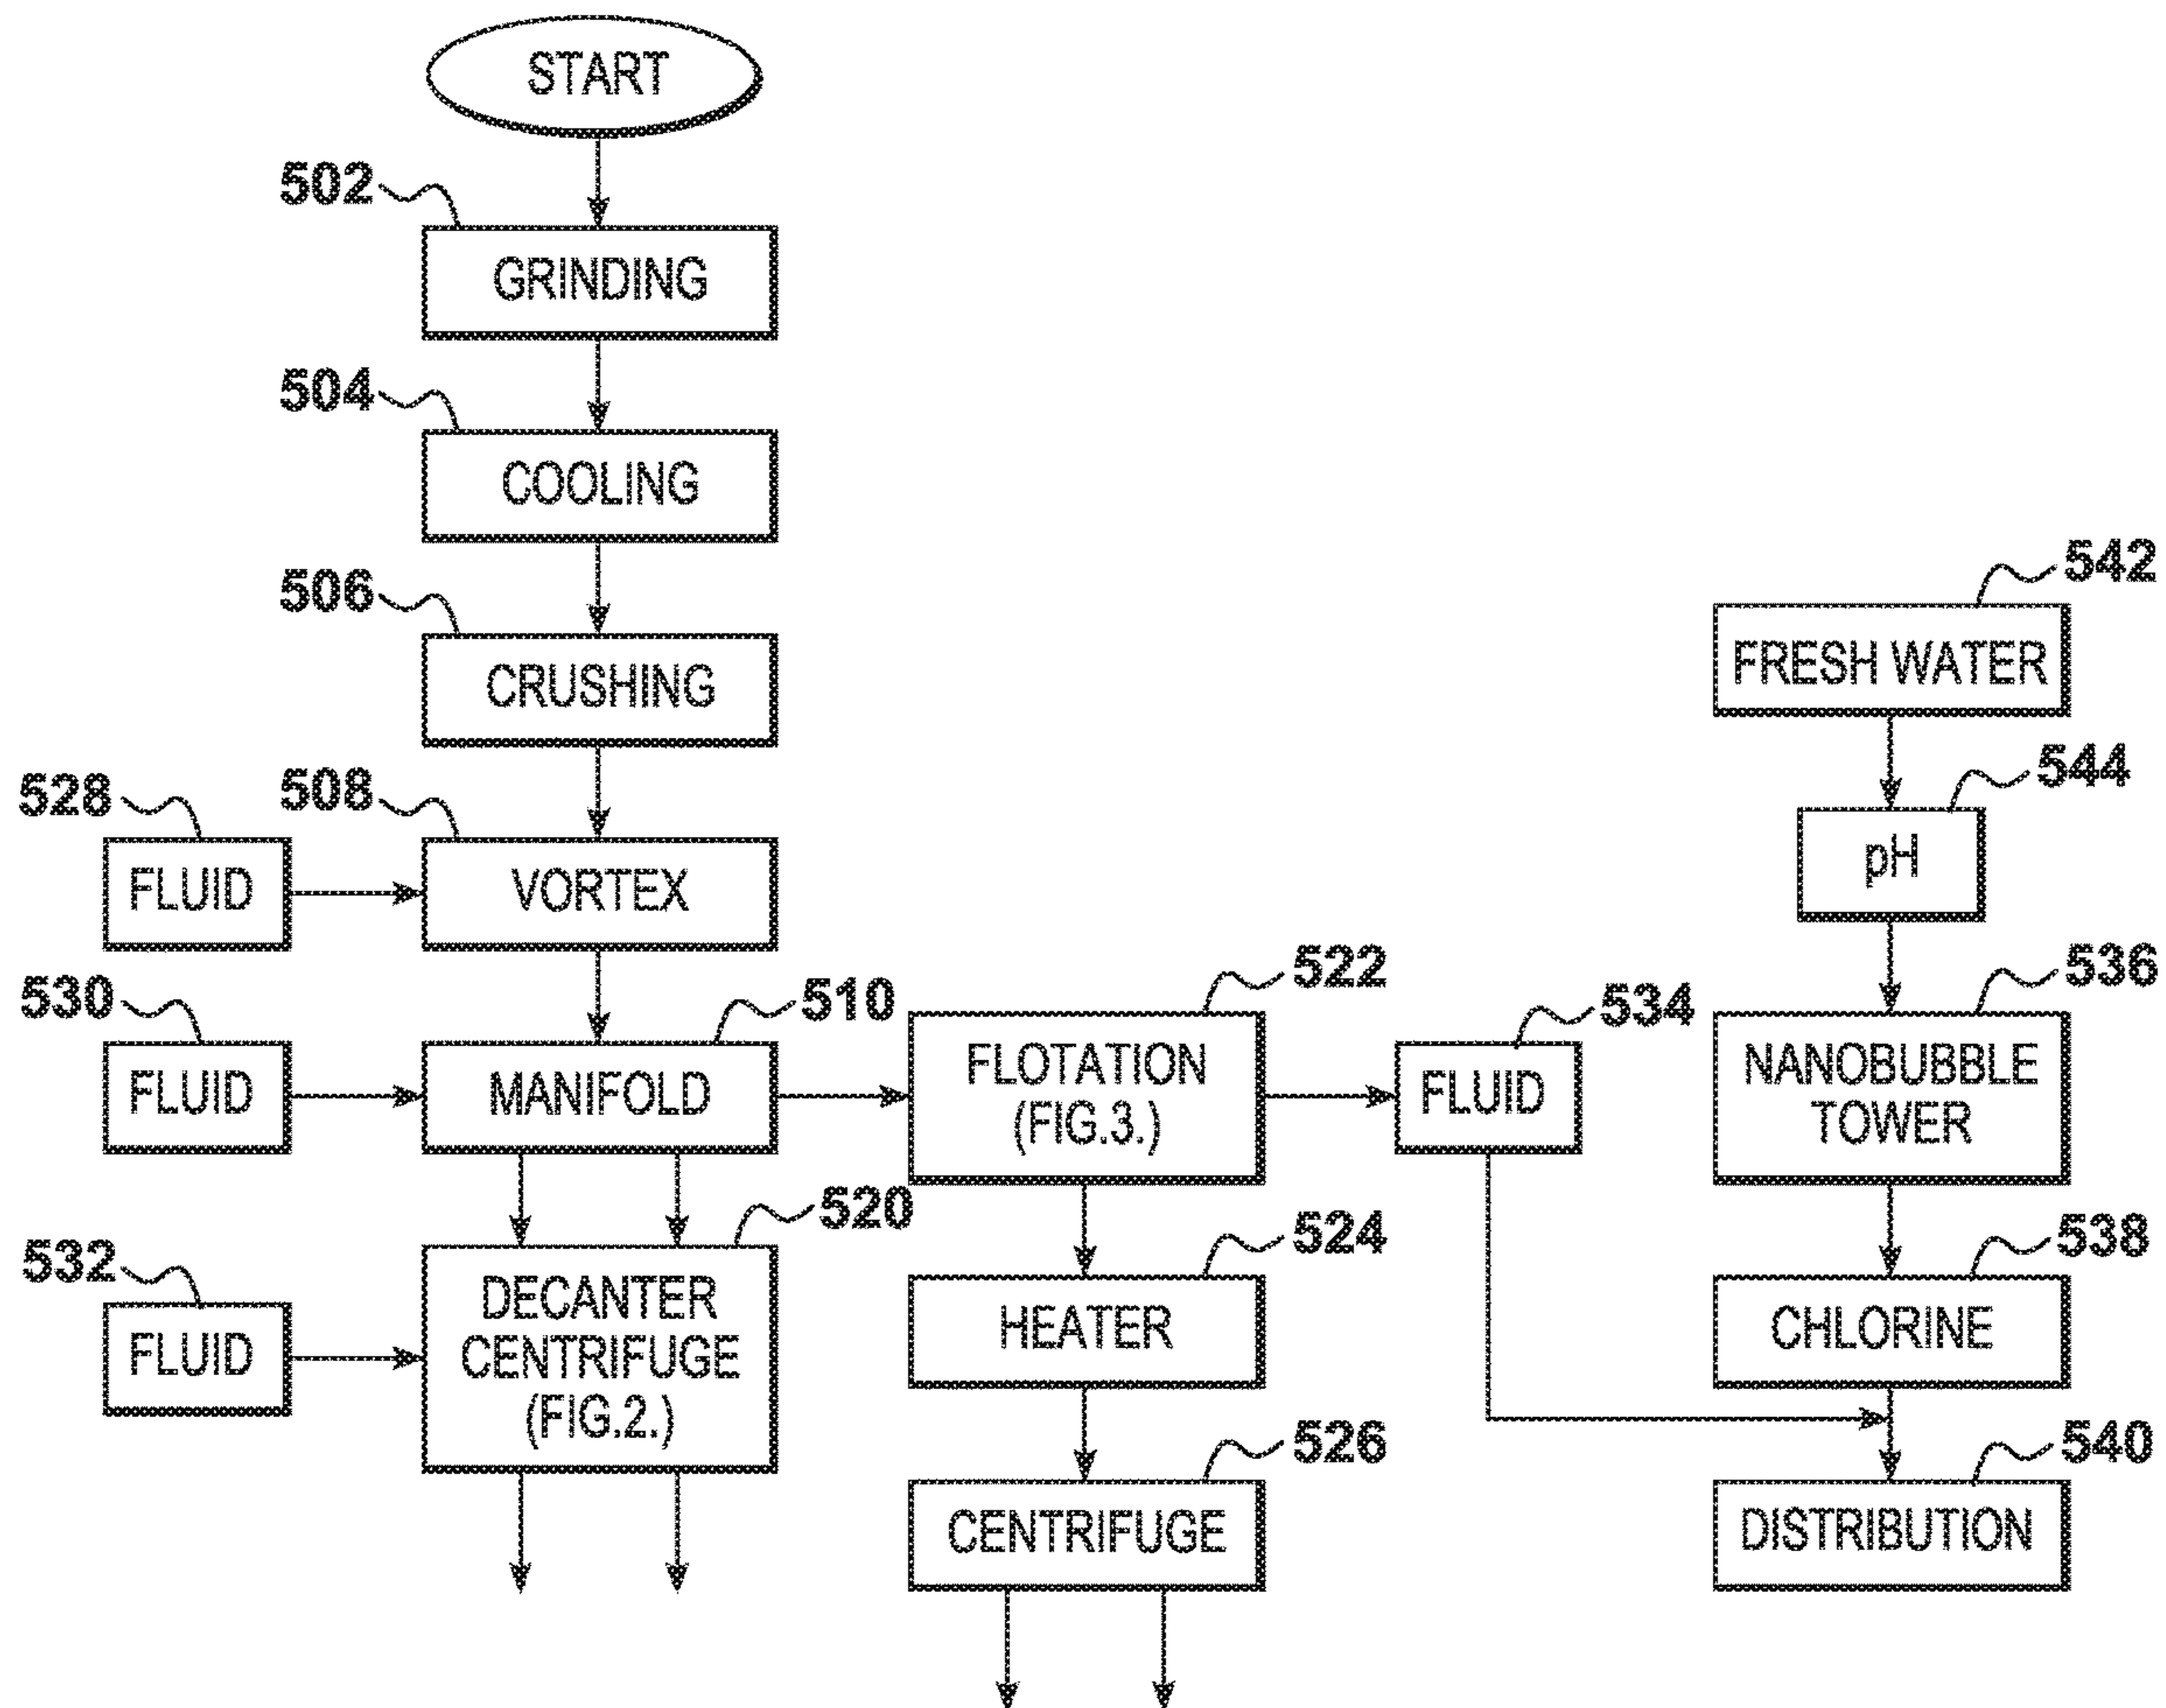 START
502
GRINDING
504
COOLING
506
CRUSHING
542
FRESH WATER
528
508
544
FLUID
VORTEX
pH
530
510
522
534
536
FLUID
MANIFOLD
FLOTATION
(FIG.3.)
FLUID
NANOBUBBLE
TOWER
532
520
524
538
FLUID
DECANTER
CENTRIFUGE
(FIG.2.)
HEATER
CHLORINE
526
540
CENTRIFUGE
DISTRIBUTION